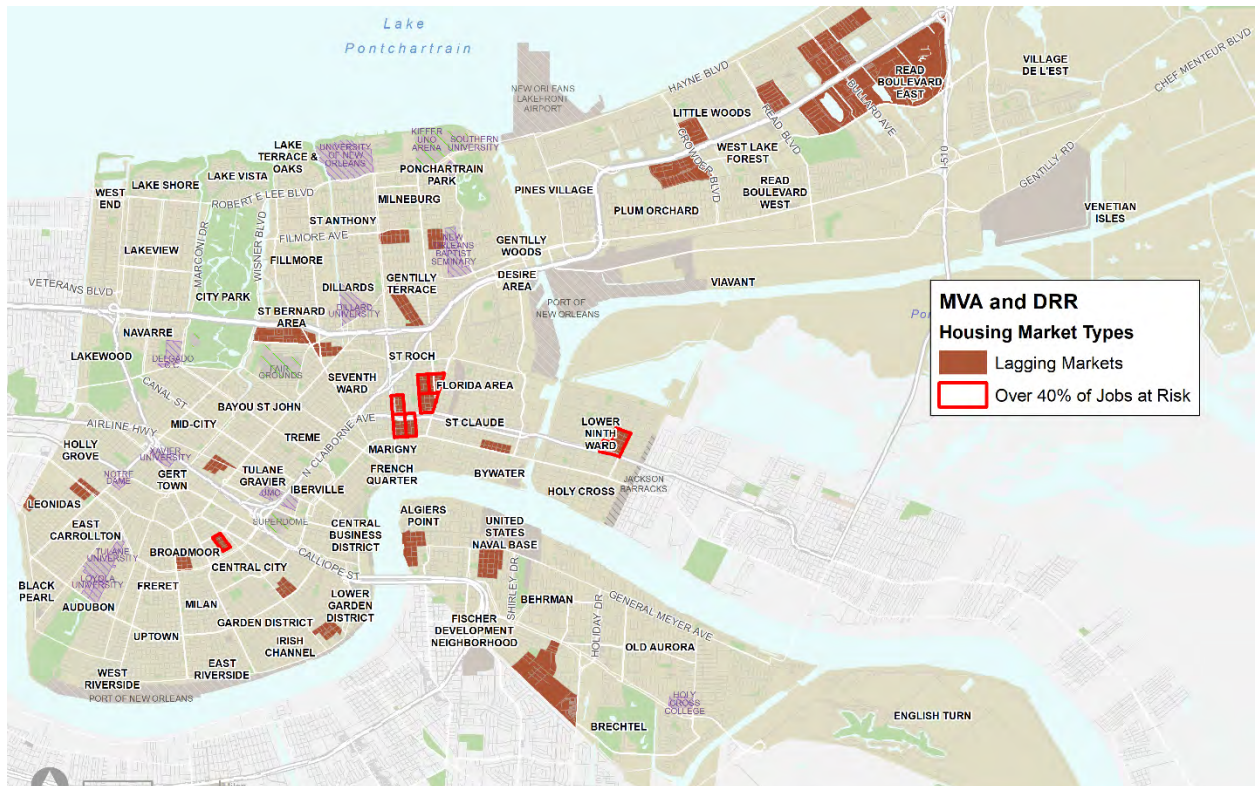 Lake
Pontchartrain
NEW ORLEANS
LAKEFRONT
AIRPORT
HAYNE BLVD
READ
BOULEVARD
EAST
VILLAGE
DE L'EST
CHEF MENTEUR BLVD
BULLARD AVE
LITTLE WOODS
READ BLVD
CROWDER BLVD
WEST LAKE
FOREST
I-510
GENTILLY RD
LAKE
TERRACE &
OAKS
UNIVERSITY
OF NEW
ORLEANS
KIFFER
UNO
ARENA
SOUTHERN
UNIVERSITY
PONCHARTRAIN
PARK
WEST
END
LAKE SHORE
LAKE VISTA
ROBERT E LEE BLVD
MILNEBURG
PINES VILLAGE
PLUM ORCHARD
READ
BOULEVARD
WEST
VENETIAN
ISLES
LAKEVIEW
MARCONI DR
WISNER BLVD
ST ANTHONY
FILMORE AVE
FILLMORE
NEW
ORLEANS
BAPTIST
SEMINARY
GENTILLY
WOODS
DESIRE
AREA
VIAVANT
VETERANS BLVD
CITY PARK
DILLARDS
DILLARD
UNIVERSITY
GENTILLY
TERRACE
PORT OF
NEW ORLEANS
ST BERNARD
AREA
NAVARRE
LAKEWOOD
DELGADO
C.C.
FAIR
GROUNDS
ST ROCH
SEVENTH
WARD
FLORIDA AREA
CANAL ST
BAYOU ST JOHN
MID-CITY
AIRLINE HWY
TREME
N CLAIBORNE AVE
ST CLAUDE
LOWER
NINTH
WARD
MARIGNY
FRENCH
QUARTER
BYWATER
HOLY CROSS
JACKSON
BARRACKS
HOLLY
GROVE
XAVIER
UNIVERSITY
NOTRE
DAME
GERT
TOWN
TULANE
GRAVIER
UMC
IBERVILLE
SUPERDOME
LEONIDAS
EAST
CARROLLTON
TULANE
UNIVERSITY
LOYOLA
UNIVERSITY
BROADMOOR
CENTRAL CITY
CENTRAL
BUSINESS
DISTRICT
CALLIOPE ST
ALGIERS
POINT
UNITED
STATES
NAVAL BASE
BLACK
PEARL
AUDUBON
FRERET
MILAN
GARDEN DISTRICT
LOWER
GARDEN
DISTRICT
UPTOWN
IRISH
CHANNEL
EAST
RIVERSIDE
WEST
RIVERSIDE
PORT OF NEW ORLEANS
SHIRLEY DR
BEHRMAN
HOLIDAY DR
GENERAL MEYER AVE
FISCHER
DEVELOPMENT
NEIGHBORHOOD
OLD AURORA
HOLY
CROSS
COLLEGE
BRECHTEL
ENGLISH TURN
MVA and DRR
Housing Market Types
Lagging Markets
Over 40% of Jobs at Risk